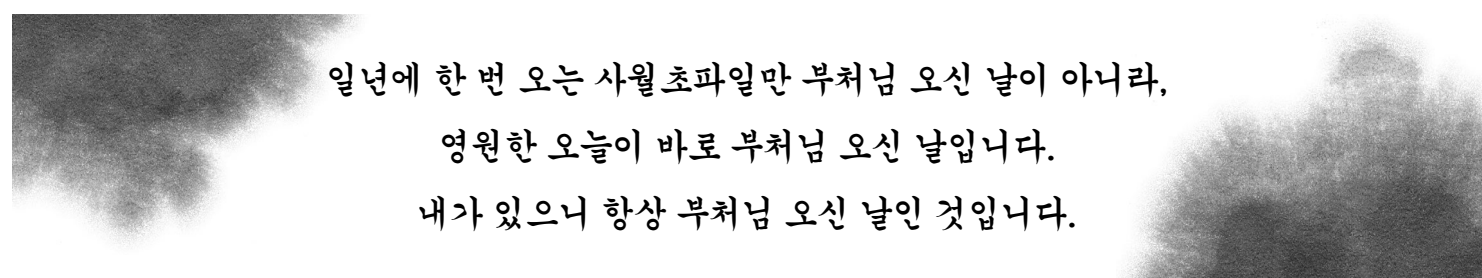 일년에 한 번 오는 사월초파일만 부처님 오신 날이 아니라,
영원한 오늘이 바로 부처님 오신 날입니다.
내가 있으니 항상 부처님 오신 날인 것입니다.